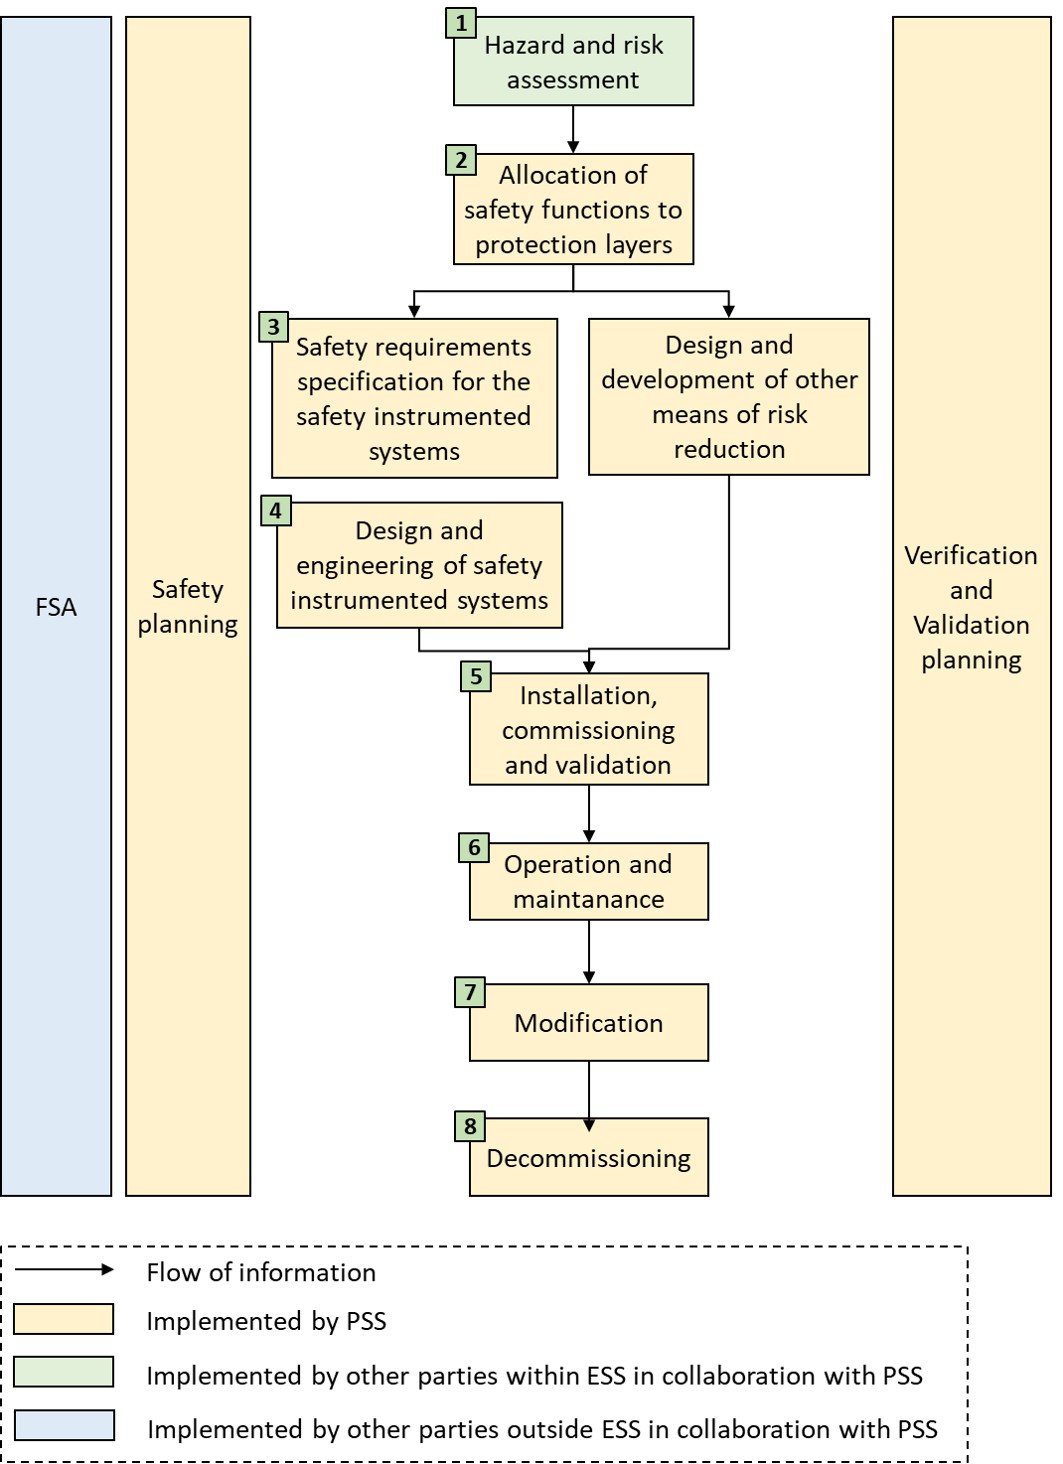 FSA
Safety
planning
1
Hazard and risk
assessment
2
Allocation of
safety functions to
protection layers
3
Safety requirements
specification for the
safety instrumented
systems
Design and
development of other
means of risk
reduction
4
Design and
engineering of safety
instrumented systems
5
Installation,
commissioning
and validation
6
Operation and
maintanance
7
Modification
8
Decommissioning
Verification
and
Validation
planning
Flow of information
Implemented by PSS
Implemented by other parties within ESS in collaboration with PSS
Implemented by other parties outside ESS in collaboration with PSS